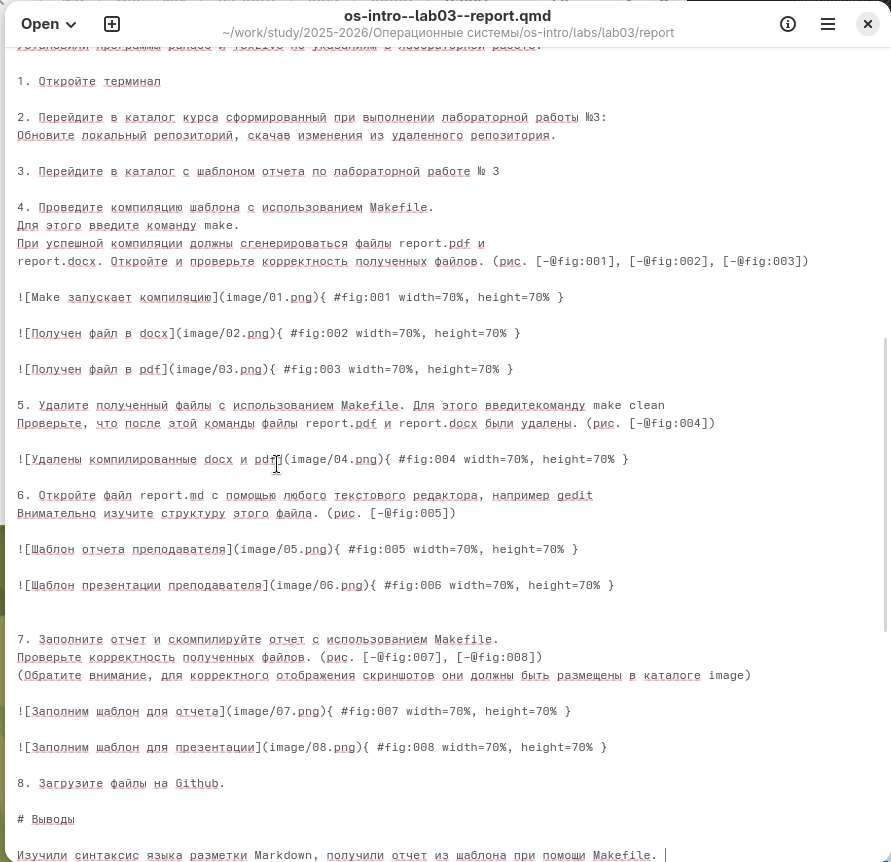 Open
os-intro--lab03--report.qmd
~/work/study/2025-2026/Операционные системы/os-intro/labs/lab03/report
1. Откройте терминал
2. Перейдите в каталог курса сформированный при выполнении лабораторной работы №3:
Обновите локальный репозиторий, скачав изменения из удаленного репозитория.
3. Перейдите в каталог с шаблоном отчета по лабораторной работе № 3
4. Проведите компиляцию шаблона с использованием Makefile.
Для этого введите команду make.
При успешной компиляции должны сгенерироваться файлы report.pdf и
report.docx. Откройте и проверьте корректность полученных файлов. (рис. [-@fig:001], [-@fig:002], [-@fig:003])
![Make запускает компиляцию](image/01.png){ #fig:001 width=70%, height=70% }
![Получен файл в docx](image/02.png){ #fig:002 width=70%, height=70% }
![Получен файл в pdf](image/03.png){ #fig:003 width=70%, height=70% }
5. Удалите полученный файлы с использованием Makefile. Для этого введитекоманду make clean
Проверьте, что после этой команды файлы report.pdf и report.docx были удалены. (рис. [-@fig:004])
![Удалены компилированные docx и pdf](image/04.png){ #fig:004 width=70%, height=70% }
6. Откройте файл report.md с помощью любого текстового редактора, например gedit
Внимательно изучите структуру этого файла. (рис. [-@fig:005])
![Шаблон отчета преподавателя](image/05.png){ #fig:005 width=70%, height=70% }
![Шаблон презентации преподавателя](image/06.png){ #fig:006 width=70%, height=70% }
7. Заполните отчет и скомпилируйте отчет с использованием Makefile.
Проверьте корректность полученных файлов. (рис. [-@fig:007], [-@fig:008])
(Обратите внимание, для корректного отображения скриншотов они должны быть размещены в каталоге image)
![Заполним шаблон для отчета](image/07.png){ #fig:007 width=70%, height=70% }
![Заполним шаблон для презентации](image/08.png){ #fig:008 width=70%, height=70% }
8. Загрузите файлы на Github.
# Выводы
Изучили синтаксис языка разметки Markdown, получили отчет из шаблона при помощи Makefile.